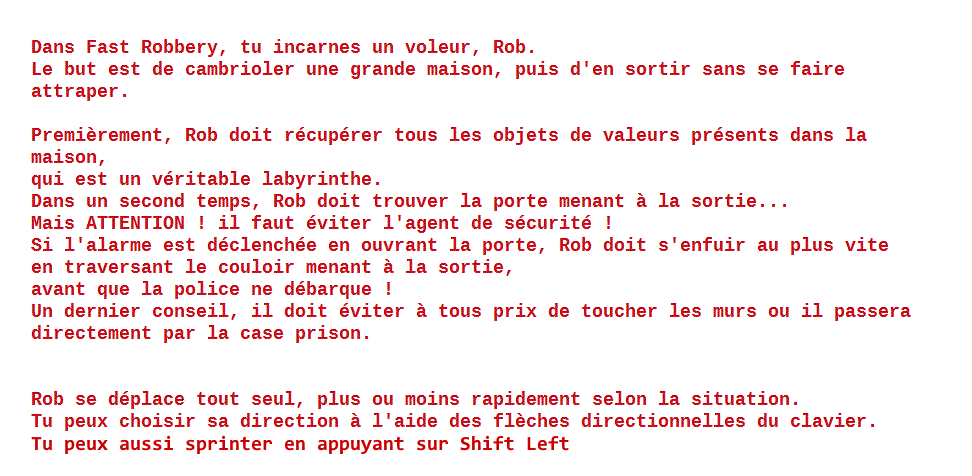 Dans Fast Robbery, tu incarnes un voleur, Rob.
Le but est de cambrioler une grande maison, puis d'en sortir sans se faire
attraper.
Premièrement, Rob doit récupérer tous les objets de valeurs présents dans la
maison,
qui est un véritable labyrinthe.
Dans un second temps, Rob doit trouver la porte menant à la sortie...
Mais ATTENTION ! il faut éviter l'agent de sécurité !
Si l'alarme est déclenchée en ouvrant la porte, Rob doit s'enfuir au plus vite
en traversant le couloir menant à la sortie,
avant que la police ne débarque !
Un dernier conseil, il doit éviter à tous prix de toucher les murs ou il passera
directement par la case prison.
Rob se déplace tout seul, plus ou moins rapidement selon la situation.
Tu peux choisir sa direction à l'aide des flèches directionnelles du clavier.
Tu peux aussi sprinter en appuyant sur Shift Left